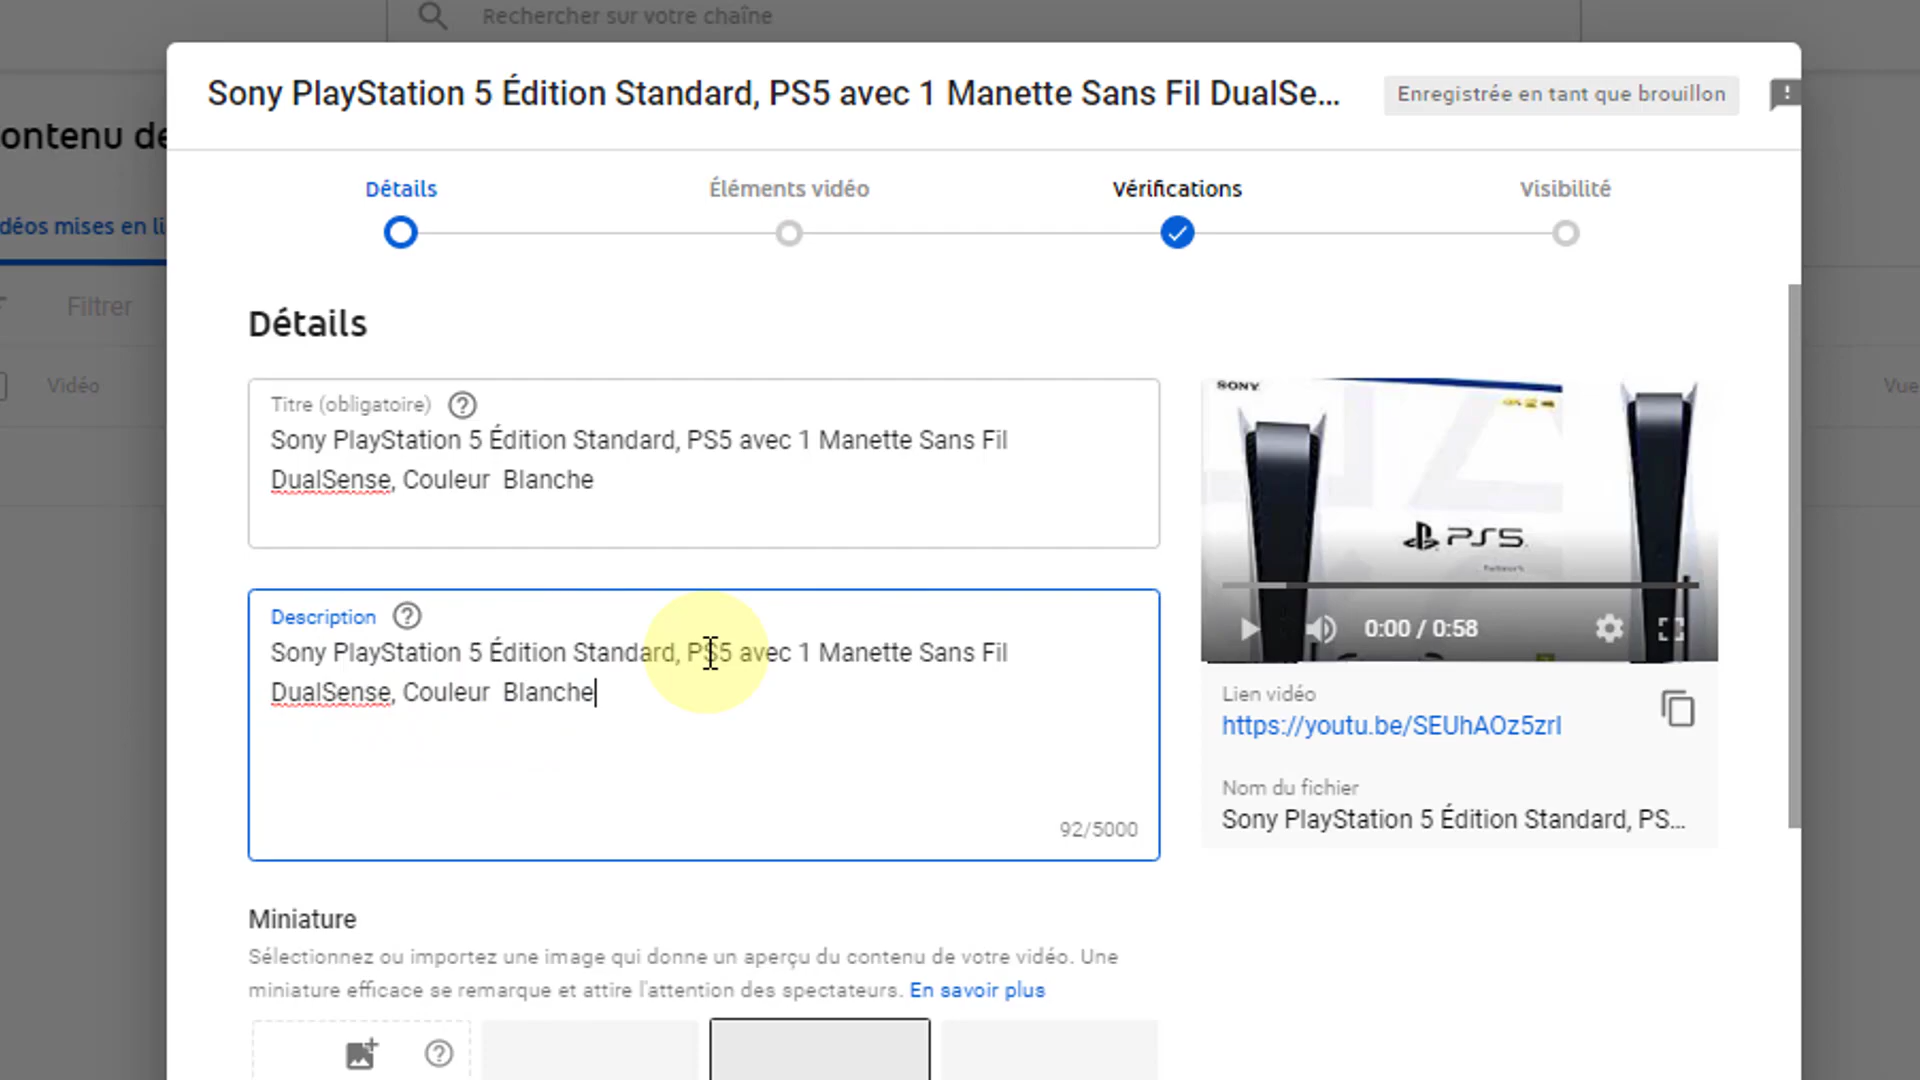 Rechercher sur votre chaîne
Sony PlayStation 5 Édition Standard, PS5 avec 1 Manette Sans Fil DualSe...
Enregistrée en tant que brouillon
ontenu de
Détails
Éléments vidéo
Vérifications
Visibilité
déos mises en li
Filtrer
Détails
Vidéo
Vue
Titre (obligatoire)
Sony PlayStation 5 Édition Standard, PS5 avec 1 Manette Sans Fil
DualSense, Couleur  Blanche
SONY
PS5
Description
Sony PlayStation 5 Édition Standard, PS5 avec 1 Manette Sans Fil
DualSense, Couleur  Blanche
92/5000
0:00 / 0:58
Lien vidéo
https://youtu.be/SEUhAOz5zrI
Nom du fichier
Sony PlayStation 5 Édition Standard, PS...
Miniature
Sélectionnez ou importez une image qui donne un aperçu du contenu de votre vidéo. Une
miniature efficace se remarque et attire l'attention des spectateurs. En savoir plus